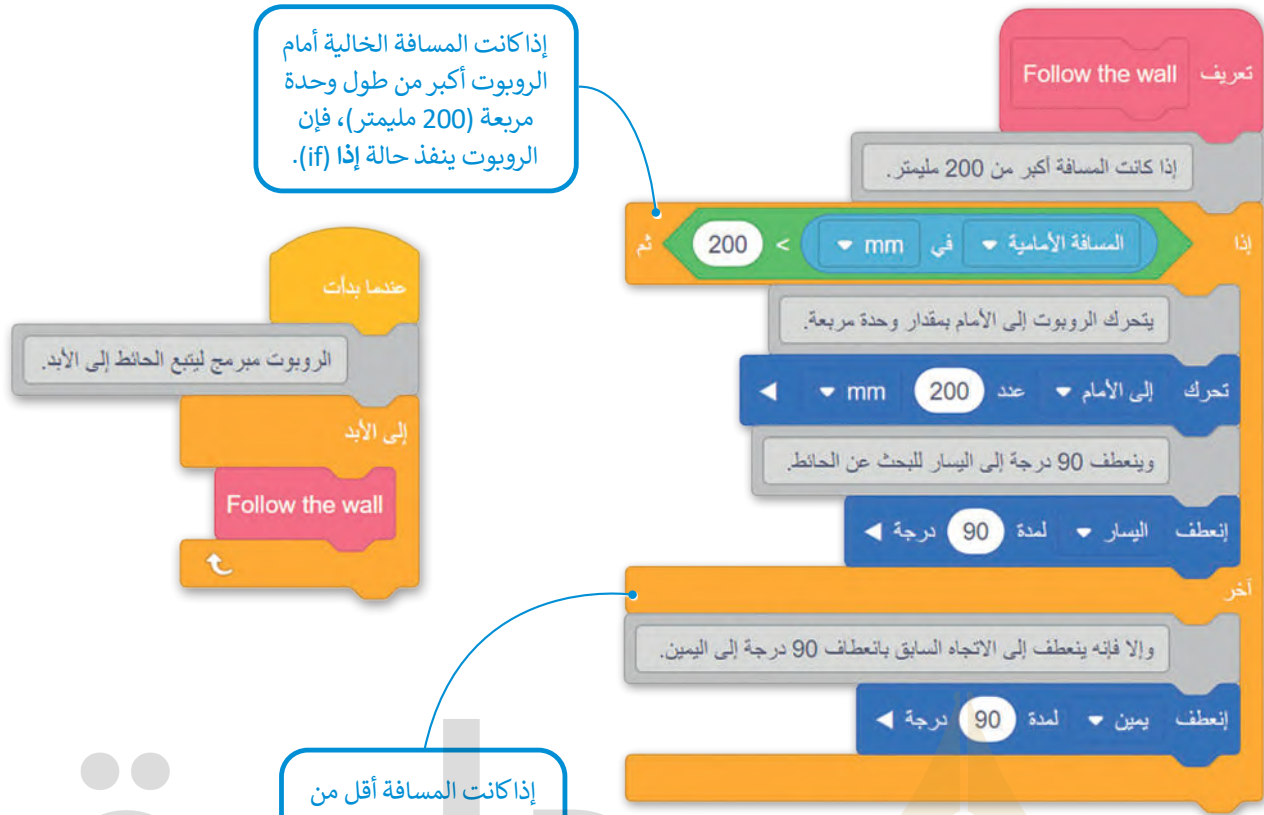 إذا كانت المسافة الخالية أمام
الروبوت أكبر من طول وحدة
مربعة (200 مليمتر)، فإن
الروبوت ينفذ حالة إذا (if).
تعريف Follow the wall
إذا كانت المسافة أكبر من 200 مليمتر.
إذا المسافة الأمامية في mm > 200 ثم
يتحرك الروبوت إلى الأمام بمقدار وحدة مربعة.
تحرك إلى الأمام عدد 200 mm
وينعطف 90 درجة إلى اليسار للبحث عن الحائط.
إنعطف اليسار لمدة 90 درجة
آخر
وإلا فإنه ينعطف إلى الاتجاه السابق بانعطاف 90 درجة إلى اليمين.
إنعطف يمين لمدة 90 درجة
عندما بدأت
الروبوت مبرمج ليتبع الحائط إلى الأبد.
إلى الأبد
Follow the wall
إذا كانت المسافة أقل من